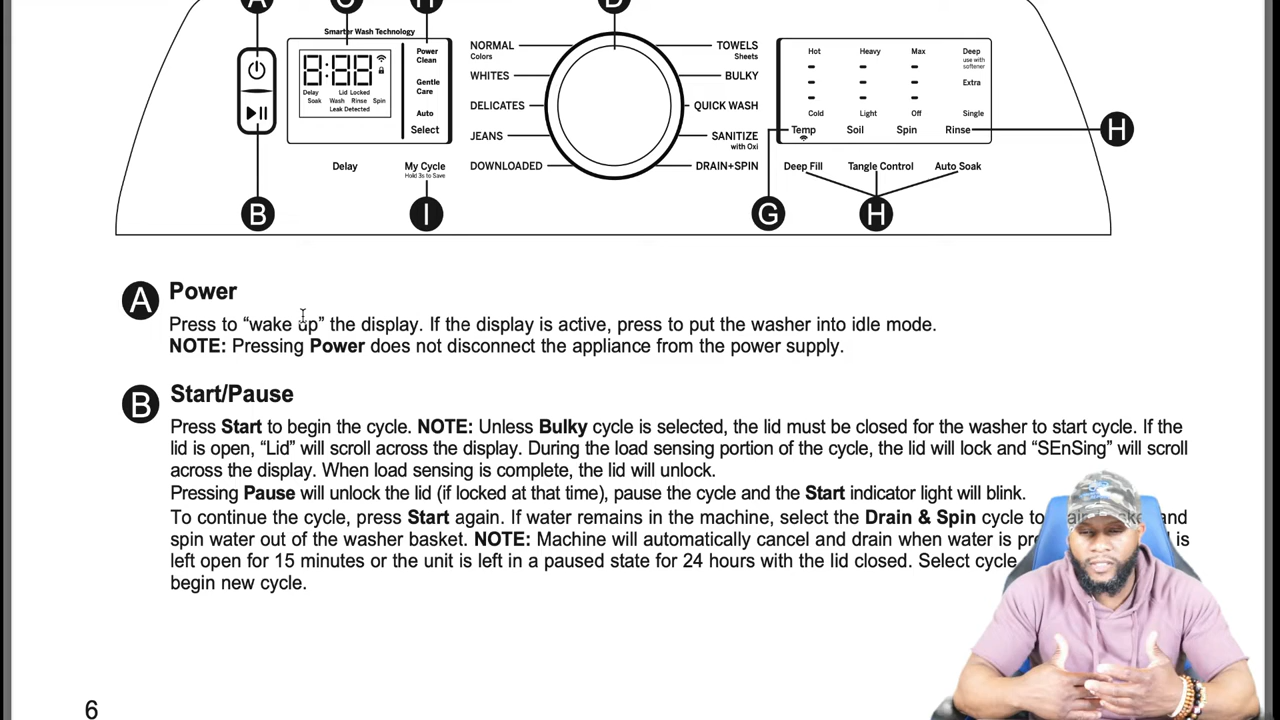 A
H
D
Smarter Wash Technology
8:88
Delay Lid Locked
Soak Wash Rinse Spin
Leak Detected
Power
Clean
Gentle
Care
Auto
Select
Delay
My Cycle
Hold 3s to Save
NORMAL
Colors
WHITES
DELICATES
JEANS
DOWNLOADED
TOWELS
Sheets
BULKY
QUICK WASH
SANITIZE
with Oxi
DRAIN+SPIN
Hot Heavy Max Deep
use with
softener
Extra
Cold Light Off Single
Temp Soil Spin Rinse
Deep Fill Tangle Control Auto Soak
H
B
I
G
H
A Power
Press to “wake up” the display. If the display is active, press to put the washer into idle mode.
NOTE: Pressing Power does not disconnect the appliance from the power supply.
B Start/Pause
Press Start to begin the cycle. NOTE: Unless Bulky cycle is selected, the lid must be closed for the washer to start cycle. If the
lid is open, “Lid” will scroll across the display. During the load sensing portion of the cycle, the lid will lock and “SEnSing” will scroll
across the display. When load sensing is complete, the lid will unlock.
Pressing Pause will unlock the lid (if locked at that time), pause the cycle and the Start indicator light will blink.
To continue the cycle, press Start again. If water remains in the machine, select the Drain & Spin cycle to and
spin water out of the washer basket. NOTE: Machine will automatically cancel and drain when water is is
left open for 15 minutes or the unit is left in a paused state for 24 hours with the lid closed. Select cycle
begin new cycle.
6